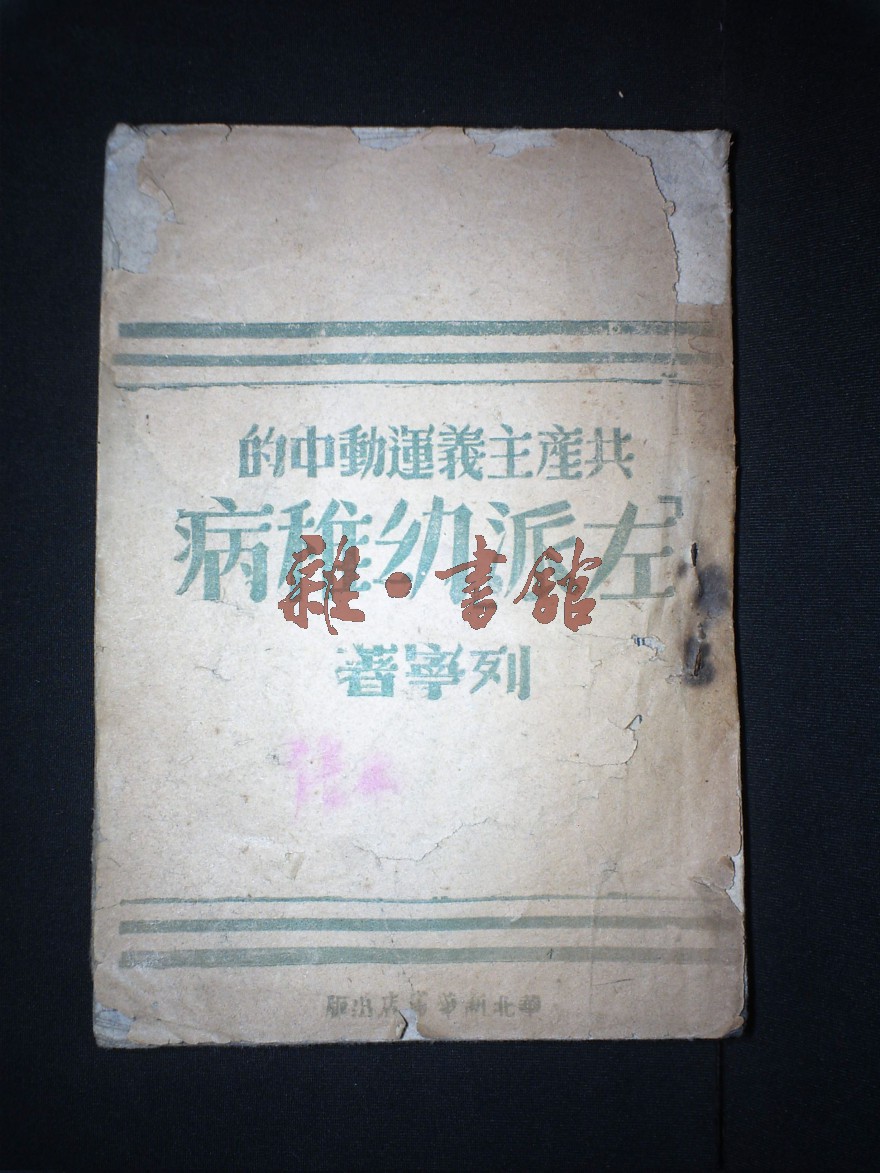 共產主義運動中的
「左派幼稚病
列寧著
雜·書館
華北新華書店出版